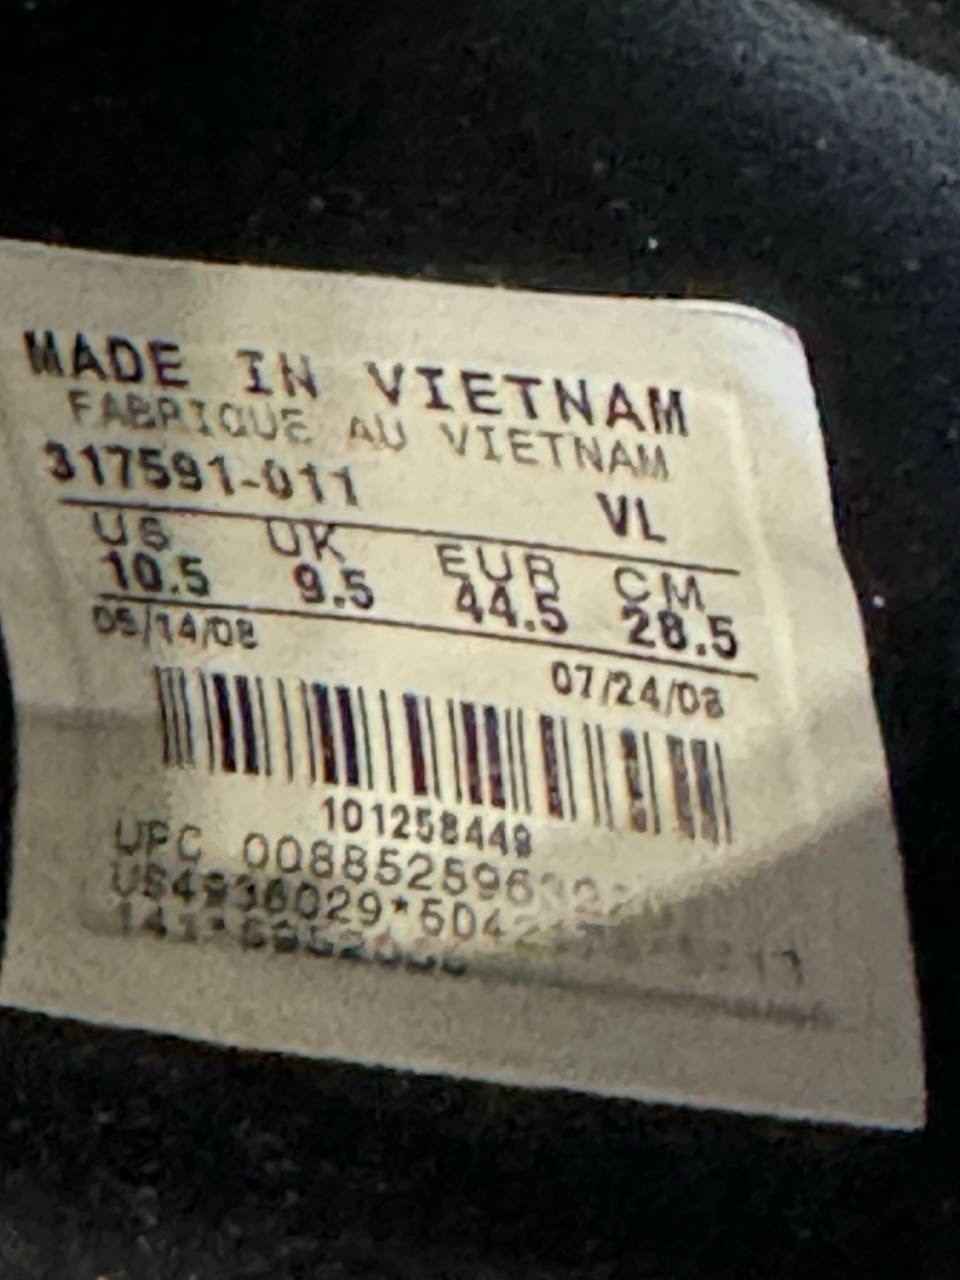 MADE IN VIETNAM
FABRIQUE AU VIETNAM
317591-011 VL
US UK EUR CM
10.5 9.5 44.5 28.5
05/14/08 07/24/08
101258449
UPC